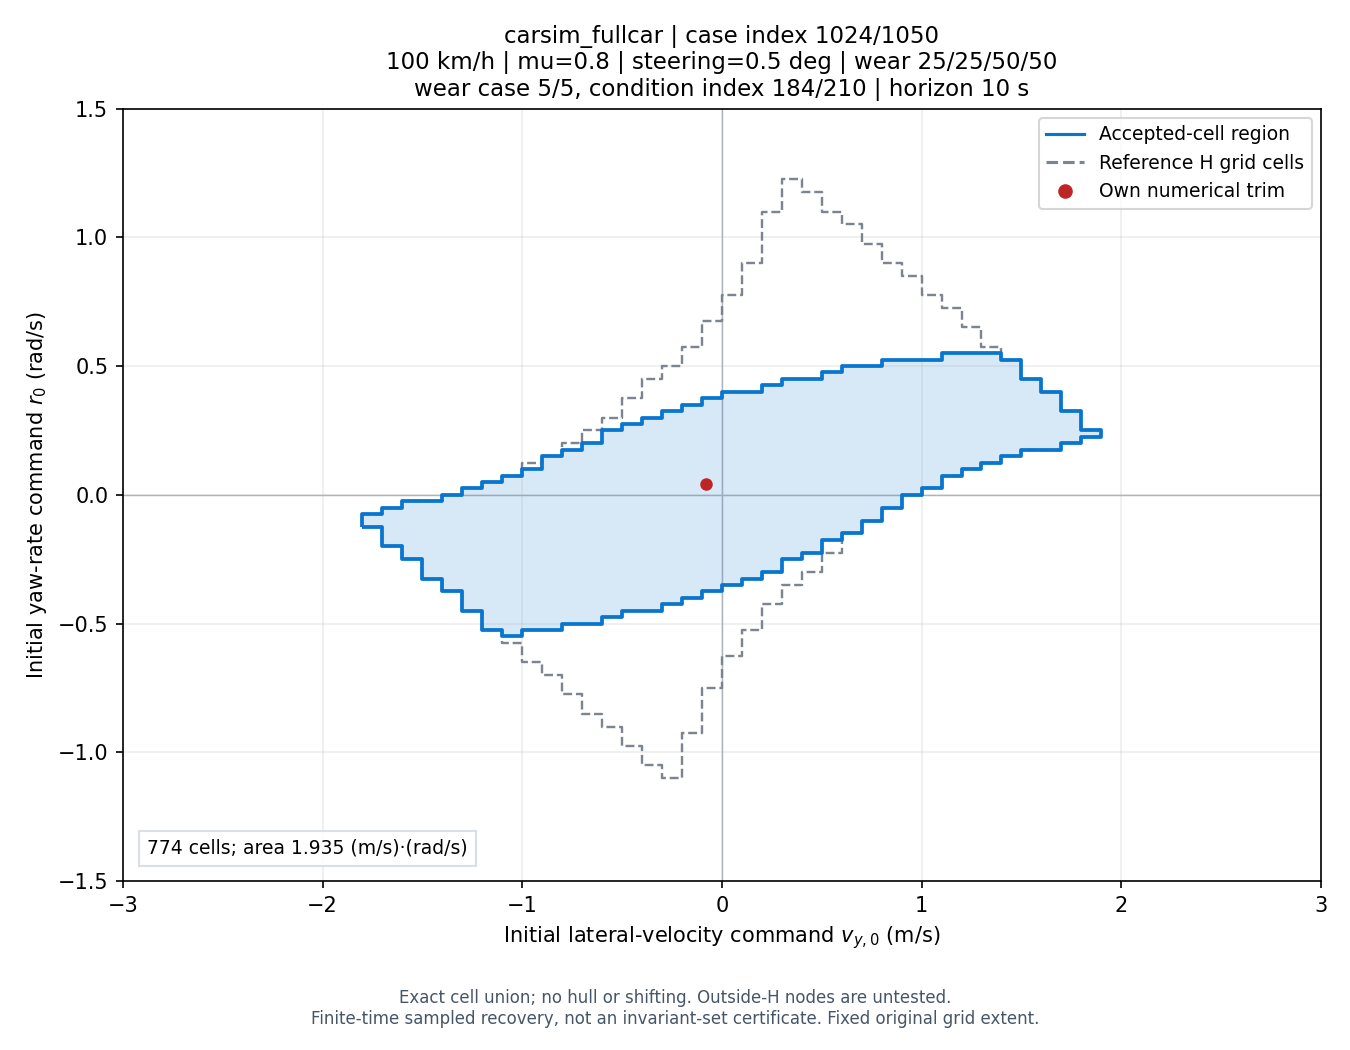 carsim_fullcar | case index 1024/1050
100 km/h | mu=0.8 | steering=0.5 deg | wear 25/25/50/50
wear case 5/5, condition index 184/210 | horizon 10 s
1.5
1.0
0.5
0.0
−0.5
−1.0
−1.5
Initial yaw-rate command r₀ (rad/s)
Accepted-cell region
Reference H grid cells
Own numerical trim
774 cells; area 1.935 (m/s)·(rad/s)
−3
−2
−1
0
1
2
3
Initial lateral-velocity command v_{y,0} (m/s)
Exact cell union; no hull or shifting. Outside-H nodes are untested.
Finite-time sampled recovery, not an invariant-set certificate. Fixed original grid extent.